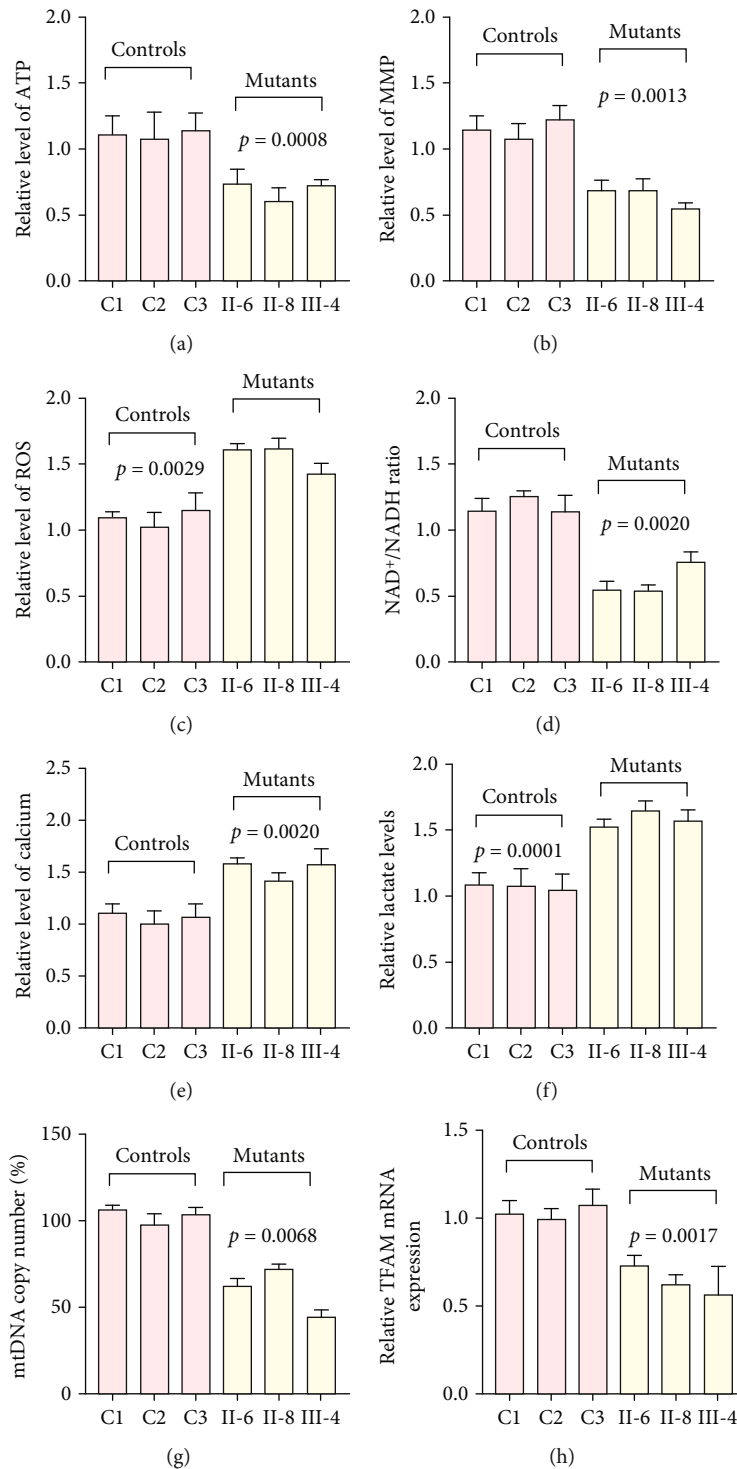 Relative level of ATP
2.0
1.5
1.0
0.5
0.0
Controls
Mutants
p = 0.0008
C1 C2 C3 II-6 II-8 III-4
(a)
Relative level of MMP
2.0
1.5
1.0
0.5
0.0
Controls
Mutants
p = 0.0013
C1 C2 C3 II-6 II-8 III-4
(b)
Relative level of ROS
2.0
1.5
1.0
0.5
0.0
Controls
Mutants
p = 0.0029
C1 C2 C3 II-6 II-8 III-4
(c)
NAD⁺/NADH ratio
2.0
1.5
1.0
0.5
0.0
Controls
Mutants
p = 0.0020
C1 C2 C3 II-6 II-8 III-4
(d)
Relative level of calcium
2.5
2.0
1.5
1.0
0.5
0.0
Controls
Mutants
p = 0.0020
C1 C2 C3 II-6 II-8 III-4
(e)
Relative lactate levels
2.0
1.5
1.0
0.5
0.0
Controls
Mutants
p = 0.0001
C1 C2 C3 II-6 II-8 III-4
(f)
mtDNA copy number (%)
150
100
50
0
Controls
Mutants
p = 0.0068
C1 C2 C3 II-6 II-8 III-4
(g)
Relative TFAM mRNA
expression
1.5
1.0
0.5
0.0
Controls
Mutants
p = 0.0017
C1 C2 C3 II-6 II-8 III-4
(h)